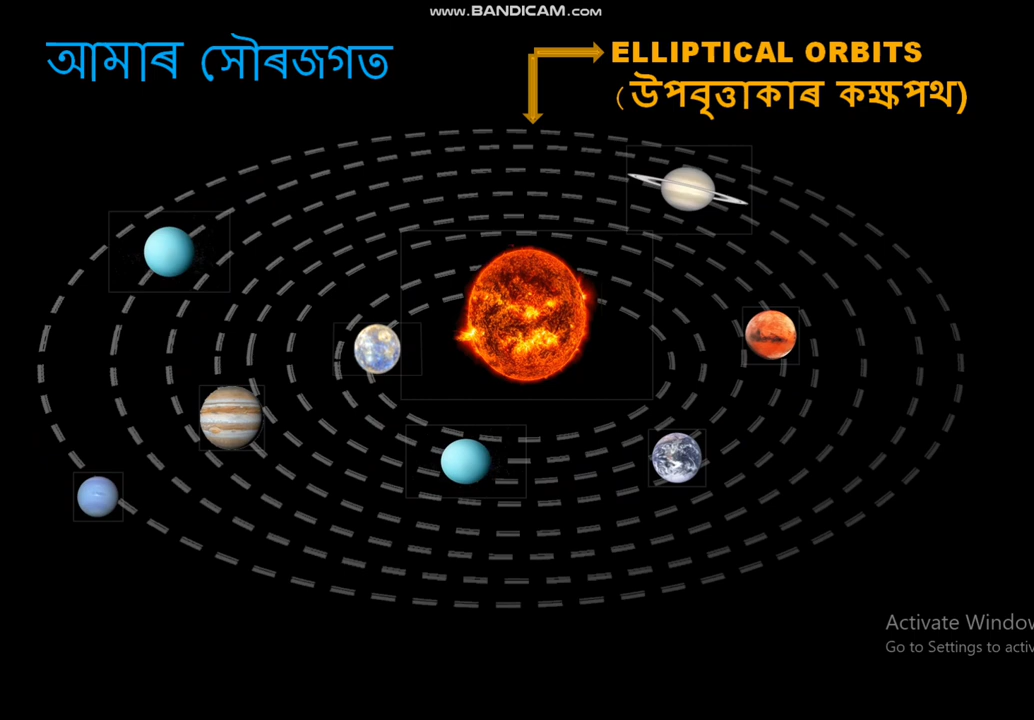 www.BANDICAM.com
আমাৰ সৌৰজগত
ELLIPTICAL ORBITS
(উপবৃত্তাকাৰ কক্ষপথ)
Activate Window
Go to Settings to activ